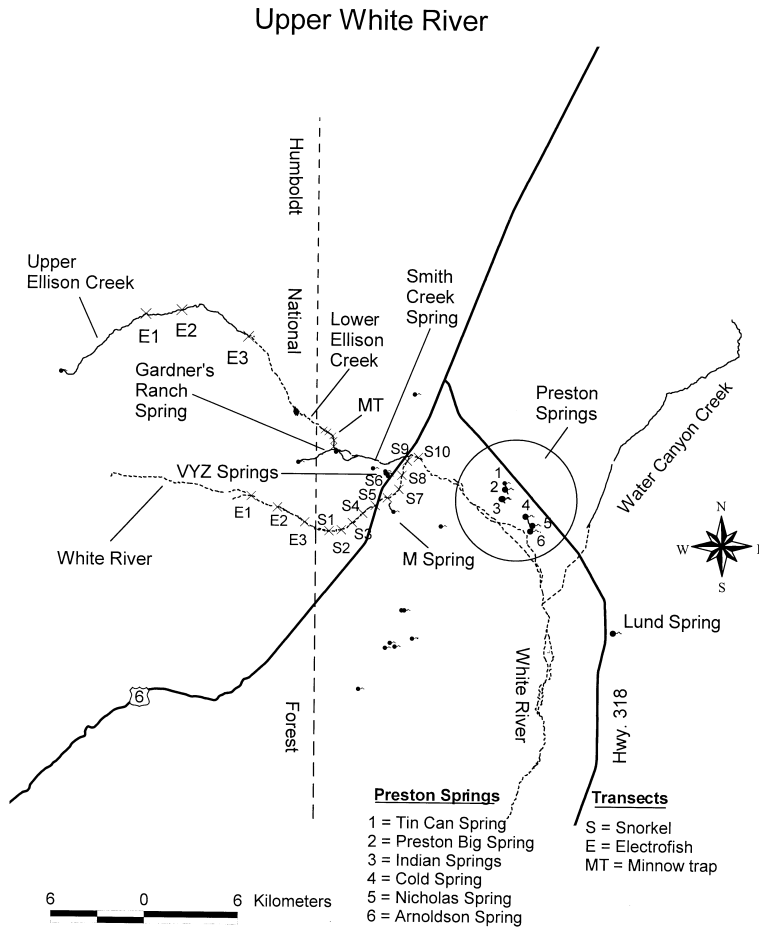 Upper White River
Humboldt
National
Forest
Upper
Ellison Creek
E1
E2
E3
Lower
Ellison
Creek
Smith
Creek
Spring
Gardner's
Ranch
Spring
MT
Preston
Springs
Water Canyon Creek
VYZ Springs
S9
S10
S6
S8
S5
S7
S4
S1
S3
S2
E1
E2
E3
White River
M Spring
1
2
3
4
5
6
N
W
E
S
Lund Spring
White River
Hwy. 318
6
Preston Springs
1 = Tin Can Spring
2 = Preston Big Spring
3 = Indian Springs
4 = Cold Spring
5 = Nicholas Spring
6 = Arnoldson Spring
Transects
S = Snorkel
E = Electrofish
MT = Minnow trap
6 0 6 Kilometers